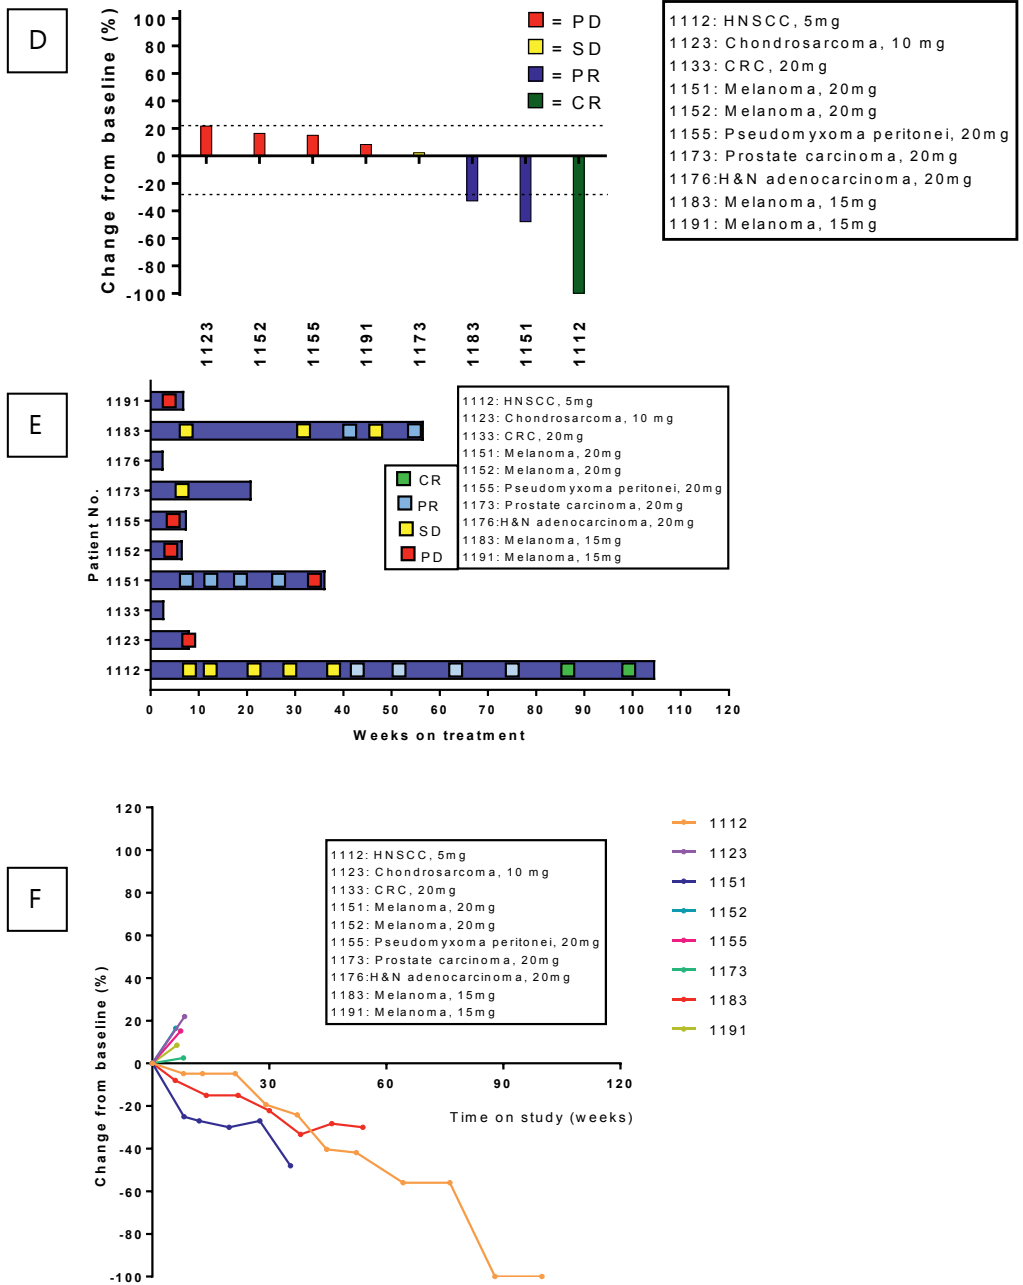 D
Change from baseline (%)
100
80
60
40
20
0
-20
-40
-60
-80
-100
= PD
= SD
= PR
= CR
1123
1152
1155
1191
1173
1183
1151
1112
1112: HNSCC, 5mg
1123: Chondrosarcoma, 10 mg
1133: CRC, 20mg
1151: Melanoma, 20mg
1152: Melanoma, 20mg
1155: Pseudomyxoma peritonei, 20mg
1173: Prostate carcinoma, 20mg
1176:H&N adenocarcinoma, 20mg
1183: Melanoma, 15mg
1191: Melanoma, 15mg
E
Patient No.
1191
1183
1176
1173
1155
1152
1151
1133
1123
1112
0 10 20 30 40 50 60 70 80 90 100 110 120
Weeks on treatment
CR
PR
SD
PD
1112: HNSCC, 5mg
1123: Chondrosarcoma, 10 mg
1133: CRC, 20mg
1151: Melanoma, 20mg
1152: Melanoma, 20mg
1155: Pseudomyxoma peritonei, 20mg
1173: Prostate carcinoma, 20mg
1176:H&N adenocarcinoma, 20mg
1183: Melanoma, 15mg
1191: Melanoma, 15mg
F
Change from baseline (%)
120
100
80
60
40
20
0
-20
-40
-60
-80
-100
30 60 90 120
Time on study (weeks)
1112: HNSCC, 5mg
1123: Chondrosarcoma, 10 mg
1133: CRC, 20mg
1151: Melanoma, 20mg
1152: Melanoma, 20mg
1155: Pseudomyxoma peritonei, 20mg
1173: Prostate carcinoma, 20mg
1176:H&N adenocarcinoma, 20mg
1183: Melanoma, 15mg
1191: Melanoma, 15mg
1112
1123
1151
1152
1155
1173
1183
1191